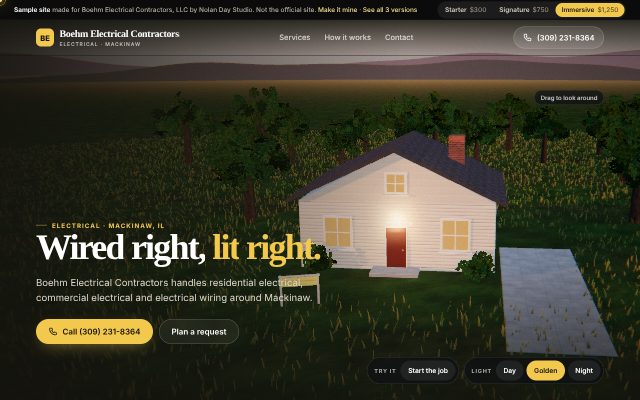 Sample site made for Boehm Electrical Contractors, LLC by Nolan Day Studio. Not the official site. Make it mine · See all 3 versions
Starter $300 Signature $750 Immersive $1,250
BE Boehm Electrical Contractors
ELECTRICAL · MACKINAW
Services How it works Contact
(309) 231-8364
Drag to look around
ELECTRICAL · MACKINAW, IL
Wired right, lit right.
Boehm Electrical Contractors handles residential electrical,
commercial electrical and electrical wiring around Mackinaw.
Call (309) 231-8364 Plan a request
TRY IT Start the job LIGHT Day Golden Night